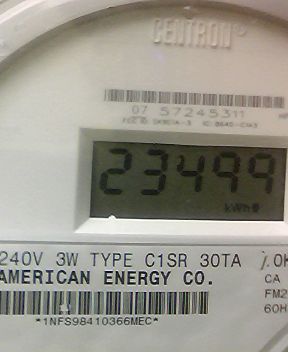 CENTRON®
07 57245311
23499
kWh
240V 3W TYPE C1SR 30TA
AMERICAN ENERGY CO.
CA
FM2
60H
*1NFS98410366MEC*